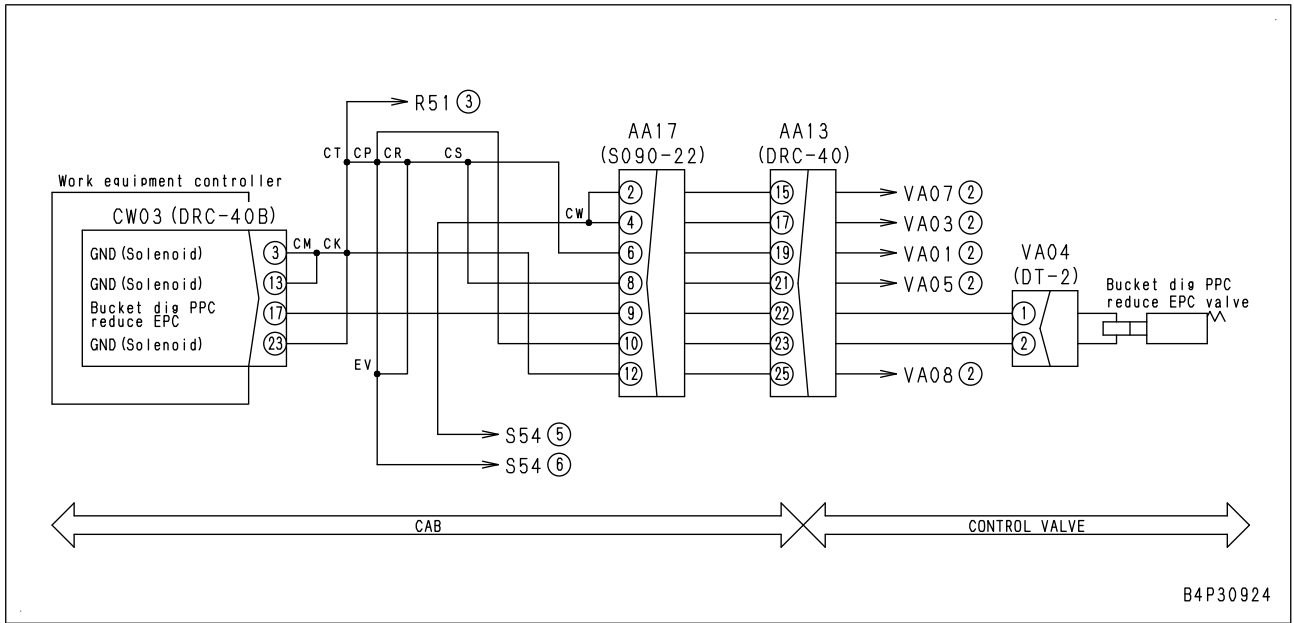 R51 ③
AA17
(S090-22)
AA13
(DRC-40)
CT CP CR CS
Work equipment controller
CW03 (DRC-40B)
② ⑮ VA07 ②
CW ④ ⑰ VA03 ②
GND (Solenoid) ③ CM CK ⑥ ⑲ VA01 ②
VA04
(DT-2)
GND (Solenoid) ⑬ ⑧ ㉑ VA05 ②
Bucket dig PPC
reduce EPC valve
Bucket dig PPC
reduce EPC ⑰ ⑨ ㉒ ①
GND (Solenoid) ㉓ ⑩ ㉓ ②
EV ⑫ ㉕ VA08 ②
S54 ⑤
S54 ⑥
CAB CONTROL VALVE
B4P30924